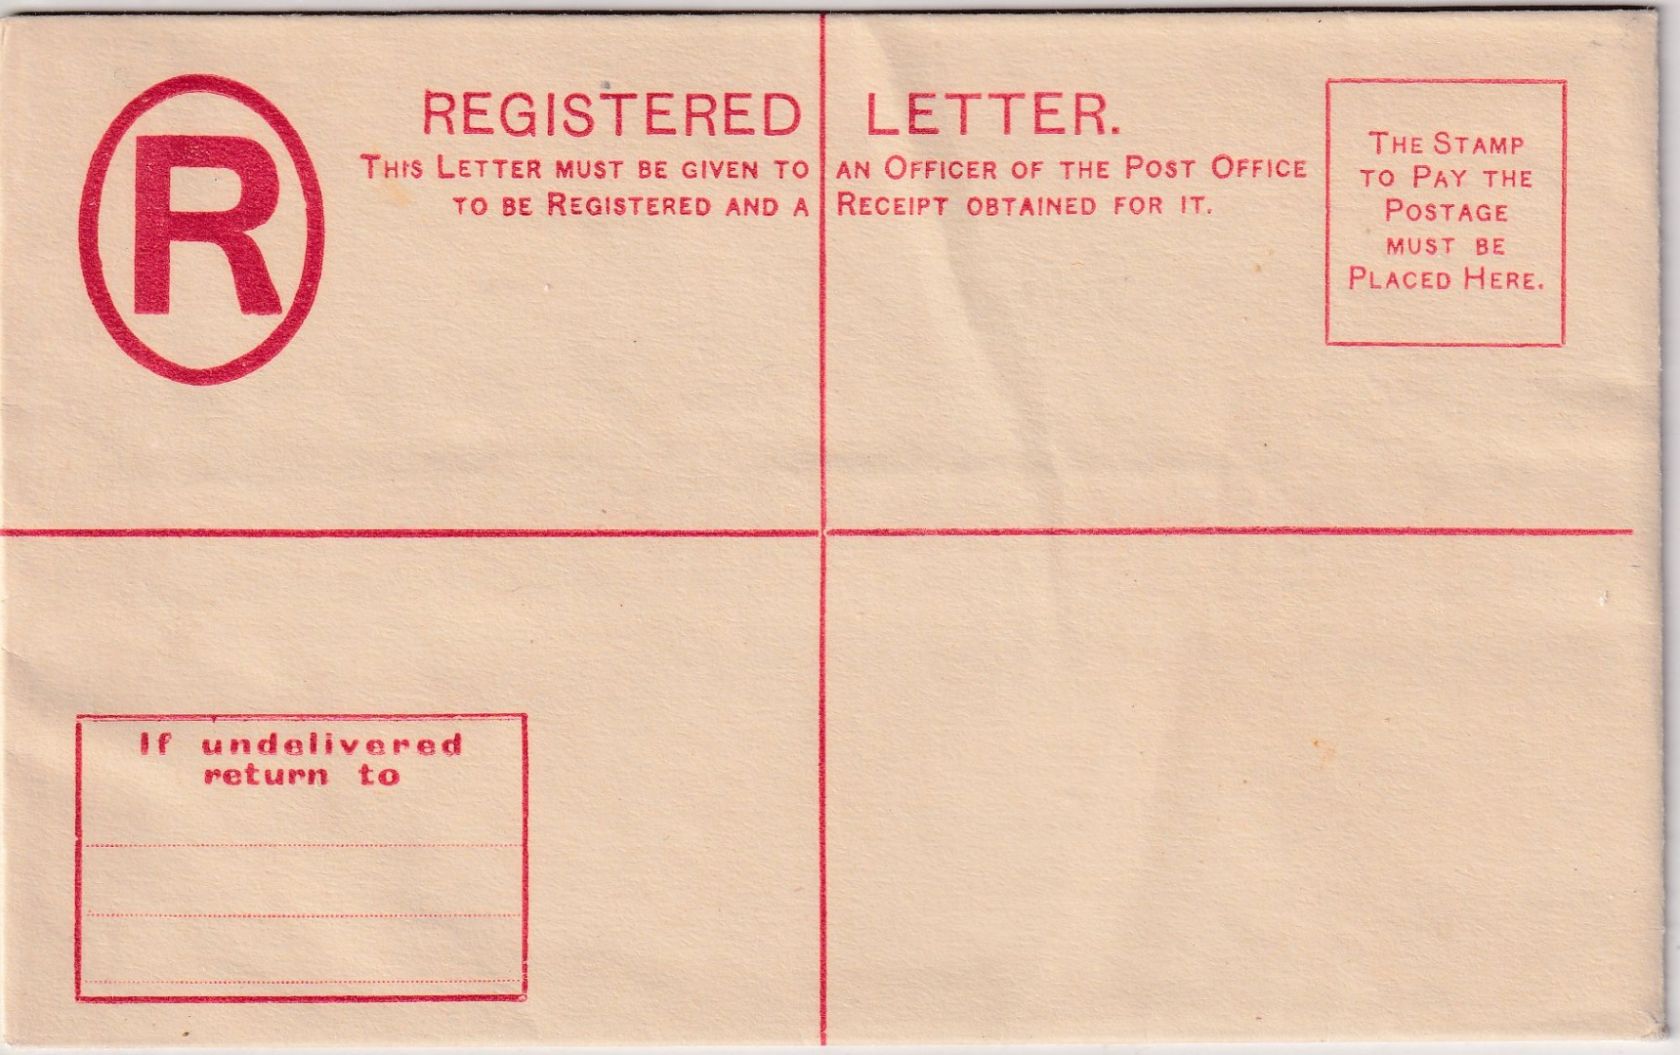 R
REGISTERED LETTER.
THIS LETTER MUST BE GIVEN TO AN OFFICER OF THE POST OFFICE
TO BE REGISTERED AND A RECEIPT OBTAINED FOR IT.
THE STAMP
TO PAY THE
POSTAGE
MUST BE
PLACED HERE.
If undelivered
return to